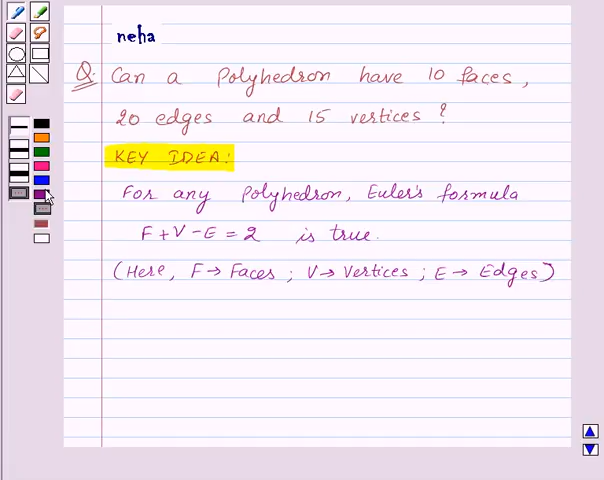 neha
Q. Can a Polyhedron have 10 faces,
20 edges and 15 vertices ?
KEY IDEA:
For any Polyhedron, Euler's formula
F+V-E=2 is true.
(Here, F→ Faces ; V→ Vertices ; E→ Edges)